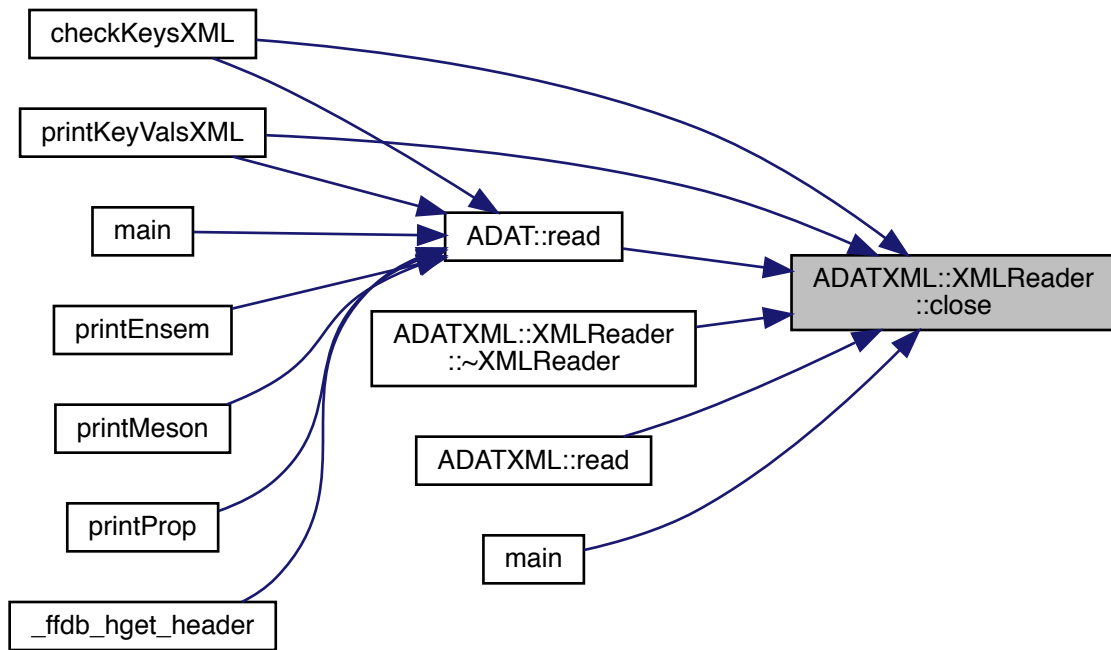 checkKeysXML
printKeyValsXML
main
printEnsem
printMeson
printProp
_ffdb_hget_header
ADAT::read
ADATXML::XMLReader
::~XMLReader
ADATXML::read
main
ADATXML::XMLReader
::close